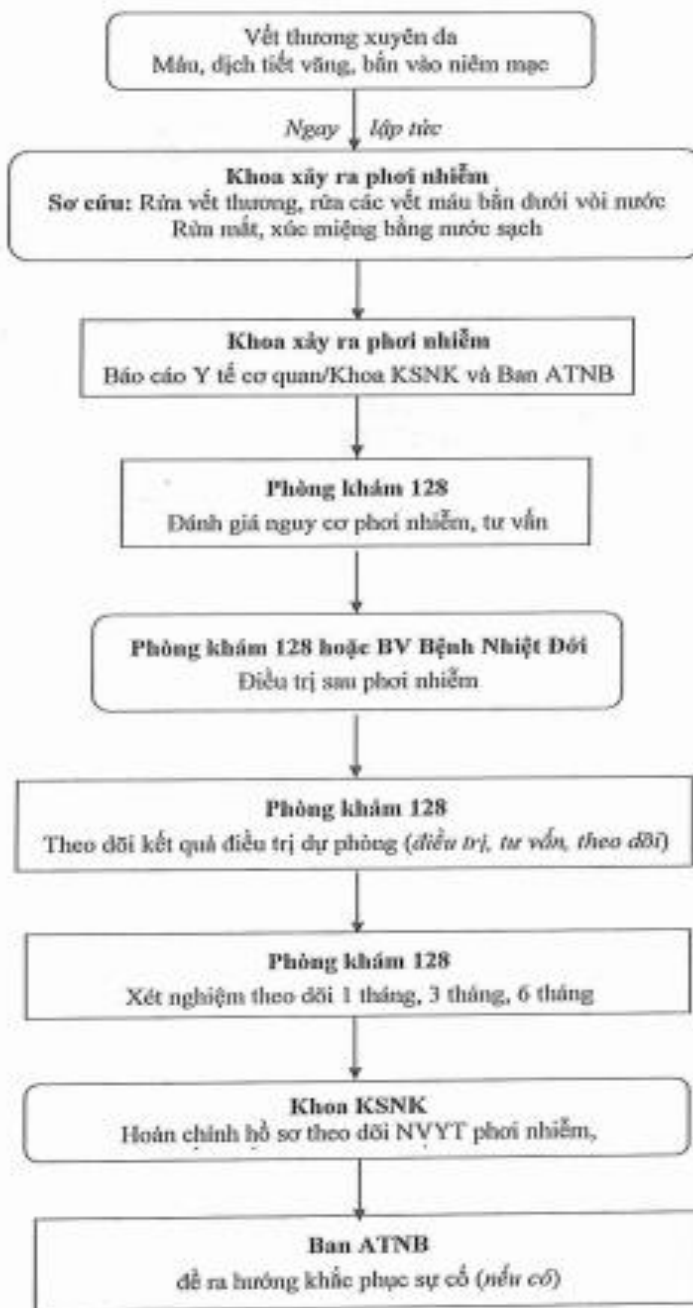 Vết thương xuyên da
Máu, dịch tiết văng, bắn vào niêm mạc
Ngay lập tức
Khoa xảy ra phơi nhiễm
Sơ cứu: Rửa vết thương, rửa các vết máu bắn dưới vòi nước
Rửa mắt, xúc miệng bằng nước sạch
Khoa xảy ra phơi nhiễm
Báo cáo Y tế cơ quan/Khoa KSNK và Ban ATNB
Phòng khám 128
Đánh giá nguy cơ phơi nhiễm, tư vấn
Phòng khám 128 hoặc BV Bệnh Nhiệt Đới
Điều trị sau phơi nhiễm
Phòng khám 128
Theo dõi kết quả điều trị dự phòng (điều trị, tư vấn, theo dõi)
Phòng khám 128
Xét nghiệm theo dõi 1 tháng, 3 tháng, 6 tháng
Khoa KSNK
Hoàn chỉnh hồ sơ theo dõi NVYT phơi nhiễm,
Ban ATNB
đề ra hướng khắc phục sự cố (nếu có)